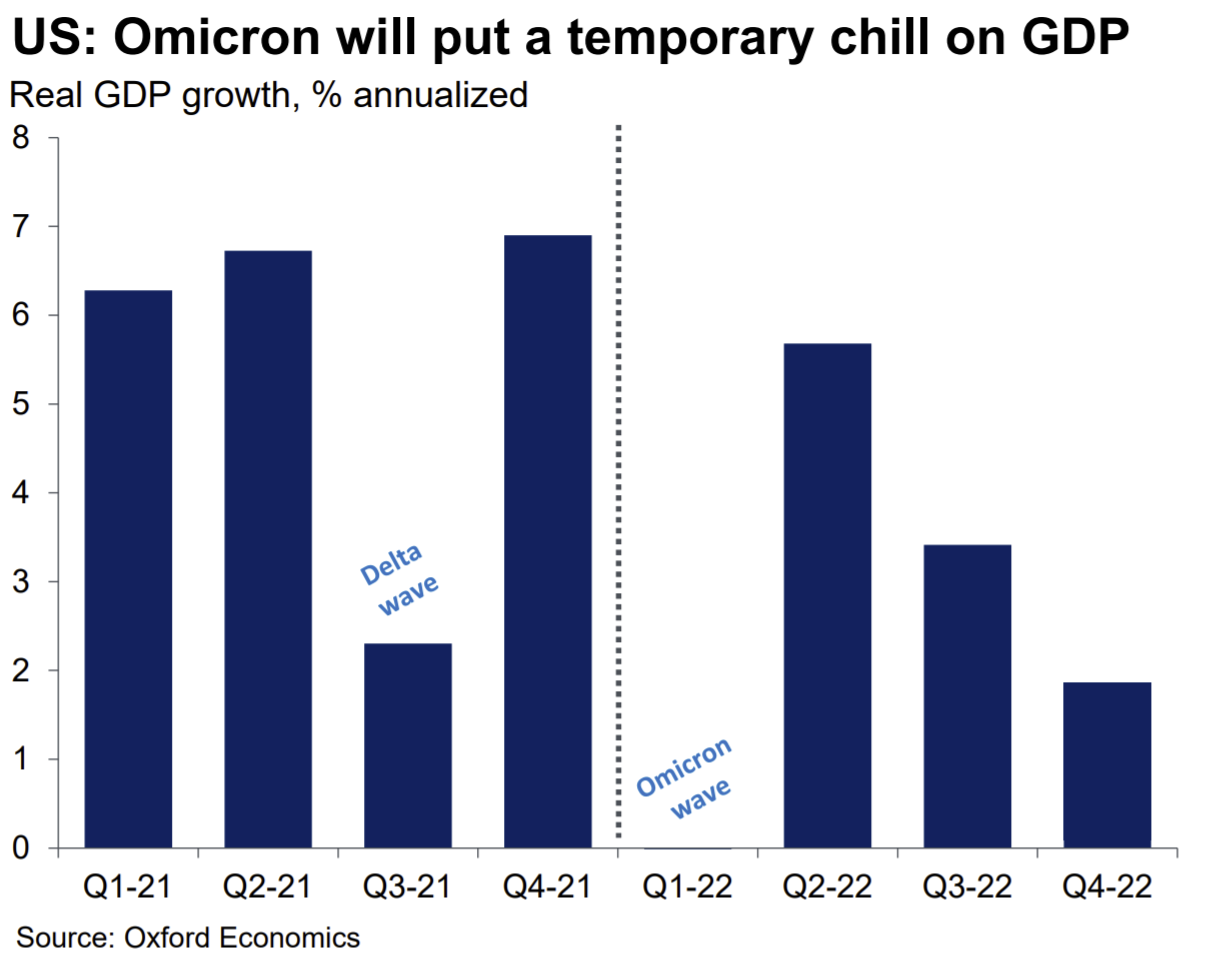 US: Omicron will put a temporary chill on GDP
Real GDP growth, % annualized
8
7
6
5
4
3
2
1
0
Delta
wave
Omicron
wave
Q1-21 Q2-21 Q3-21 Q4-21 Q1-22 Q2-22 Q3-22 Q4-22
Source: Oxford Economics